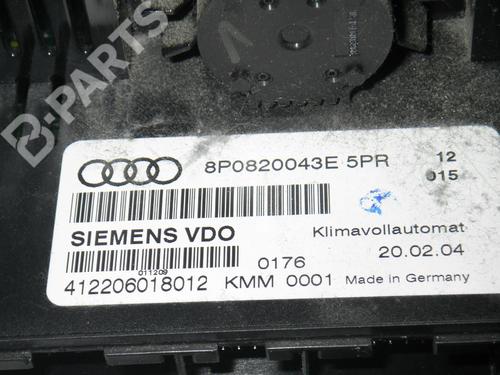 B-PARTS
8P0820043E 5PR 12
015
SIEMENS VDO
Klimavollautomat
0176
20.02.04
011209
412206018012 KMM 0001 Made in Germany